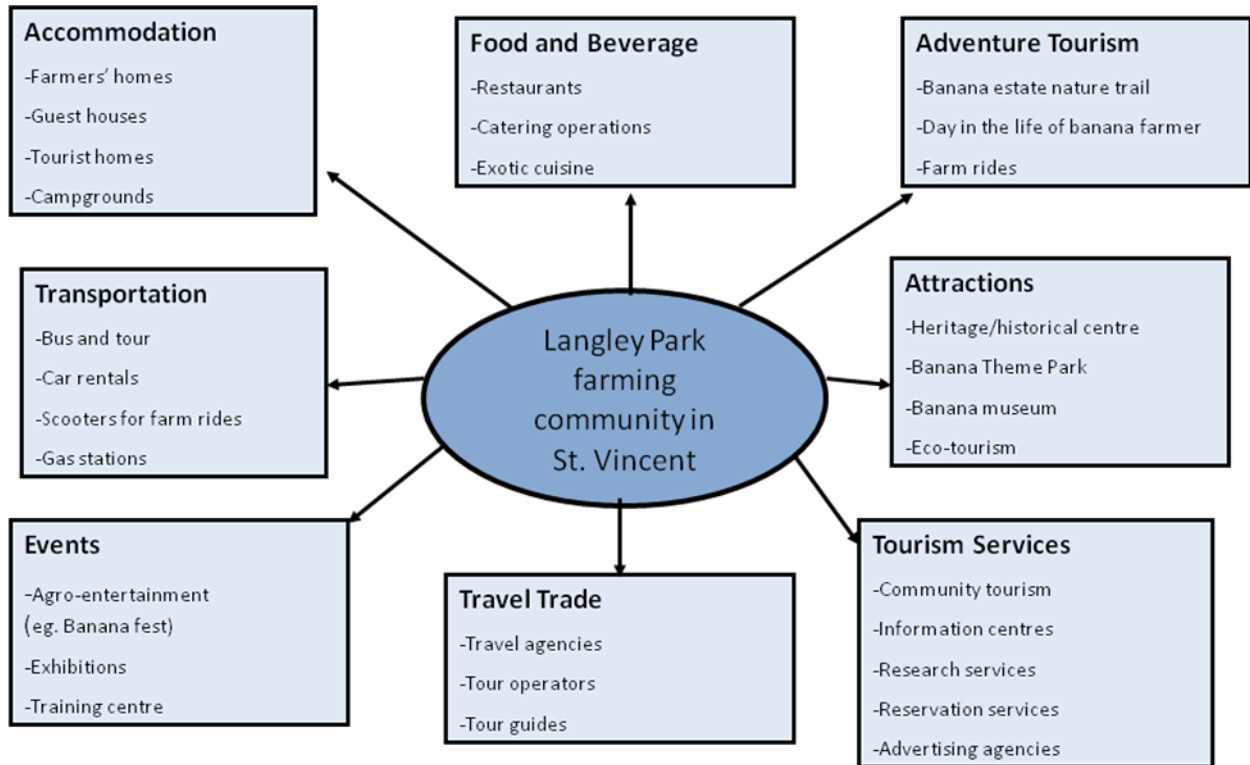 Accommodation
-Farmers' homes
-Guest houses
-Tourist homes
-Campgrounds
Food and Beverage
-Restaurants
-Catering operations
-Exotic cuisine
Adventure Tourism
-Banana estate nature trail
-Day in the life of banana farmer
-Farm rides
Transportation
-Bus and tour
-Car rentals
-Scooters for farm rides
-Gas stations
Langley Park
farming
community in
St. Vincent
Attractions
-Heritage/historical centre
-Banana Theme Park
-Banana museum
-Eco-tourism
Events
-Agro-entertainment
(eg. Banana fest)
-Exhibitions
-Training centre
Travel Trade
-Travel agencies
-Tour operators
-Tour guides
Tourism Services
-Community tourism
-Information centres
-Research services
-Reservation services
-Advertising agencies